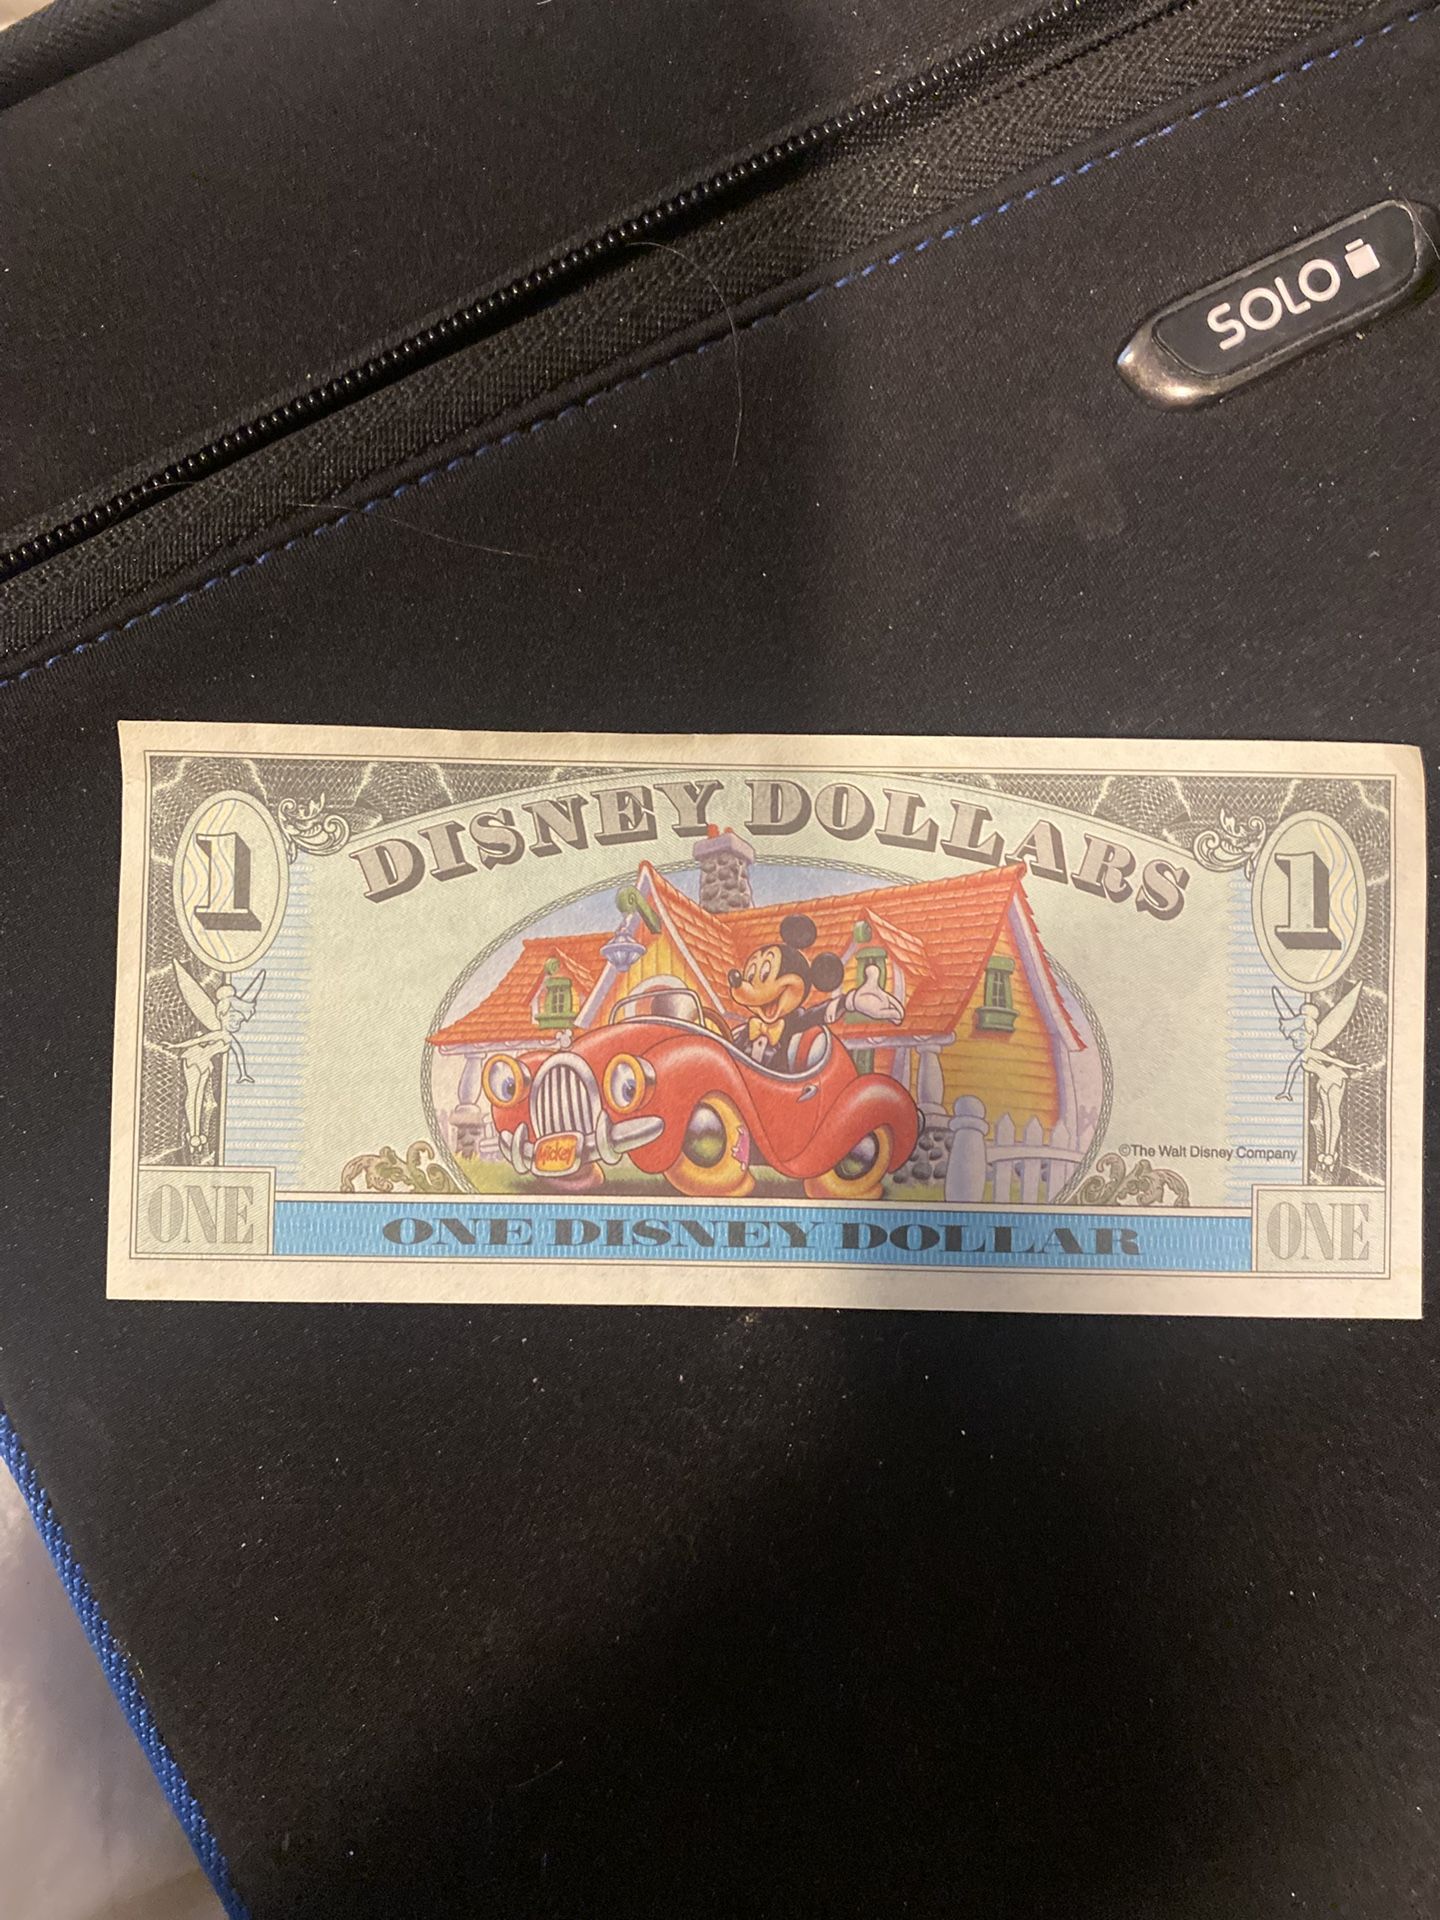 SOLO
DISNEY DOLLARS
1
1
Mickey
©The Walt Disney Company
ONE
ONE DISNEY DOLLAR
ONE